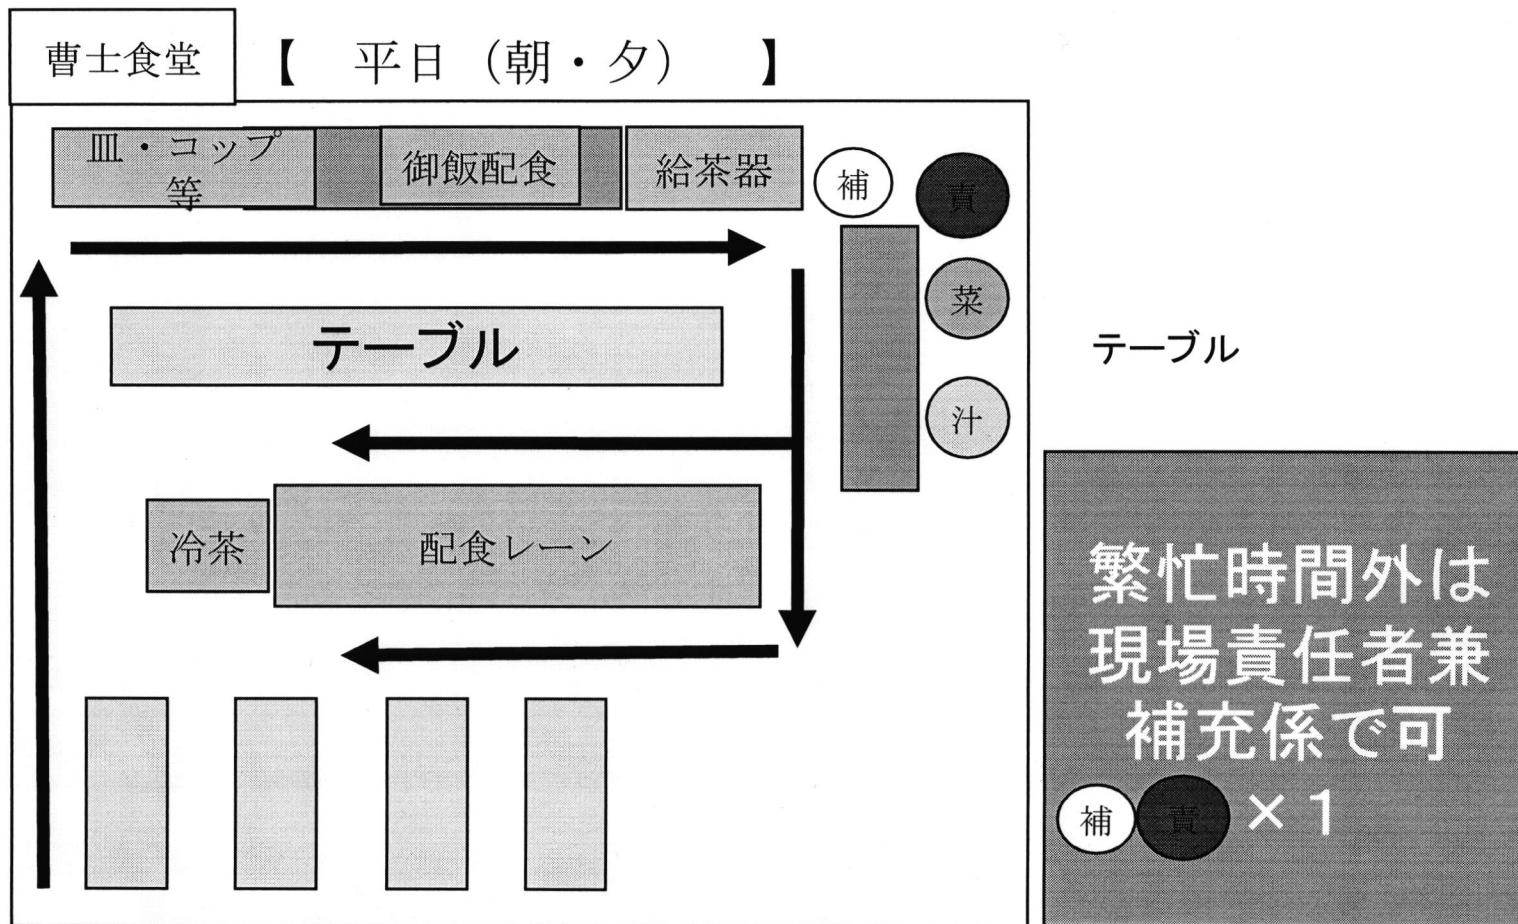 曹士食堂
【 平日（朝・夕） 】
皿・コップ
等
御飯配食
給茶器
補
責
菜
汁
テーブル
テーブル
冷茶
配食レーン
繁忙時間外は
現場責任者兼
補充係で可
補 責 ×1